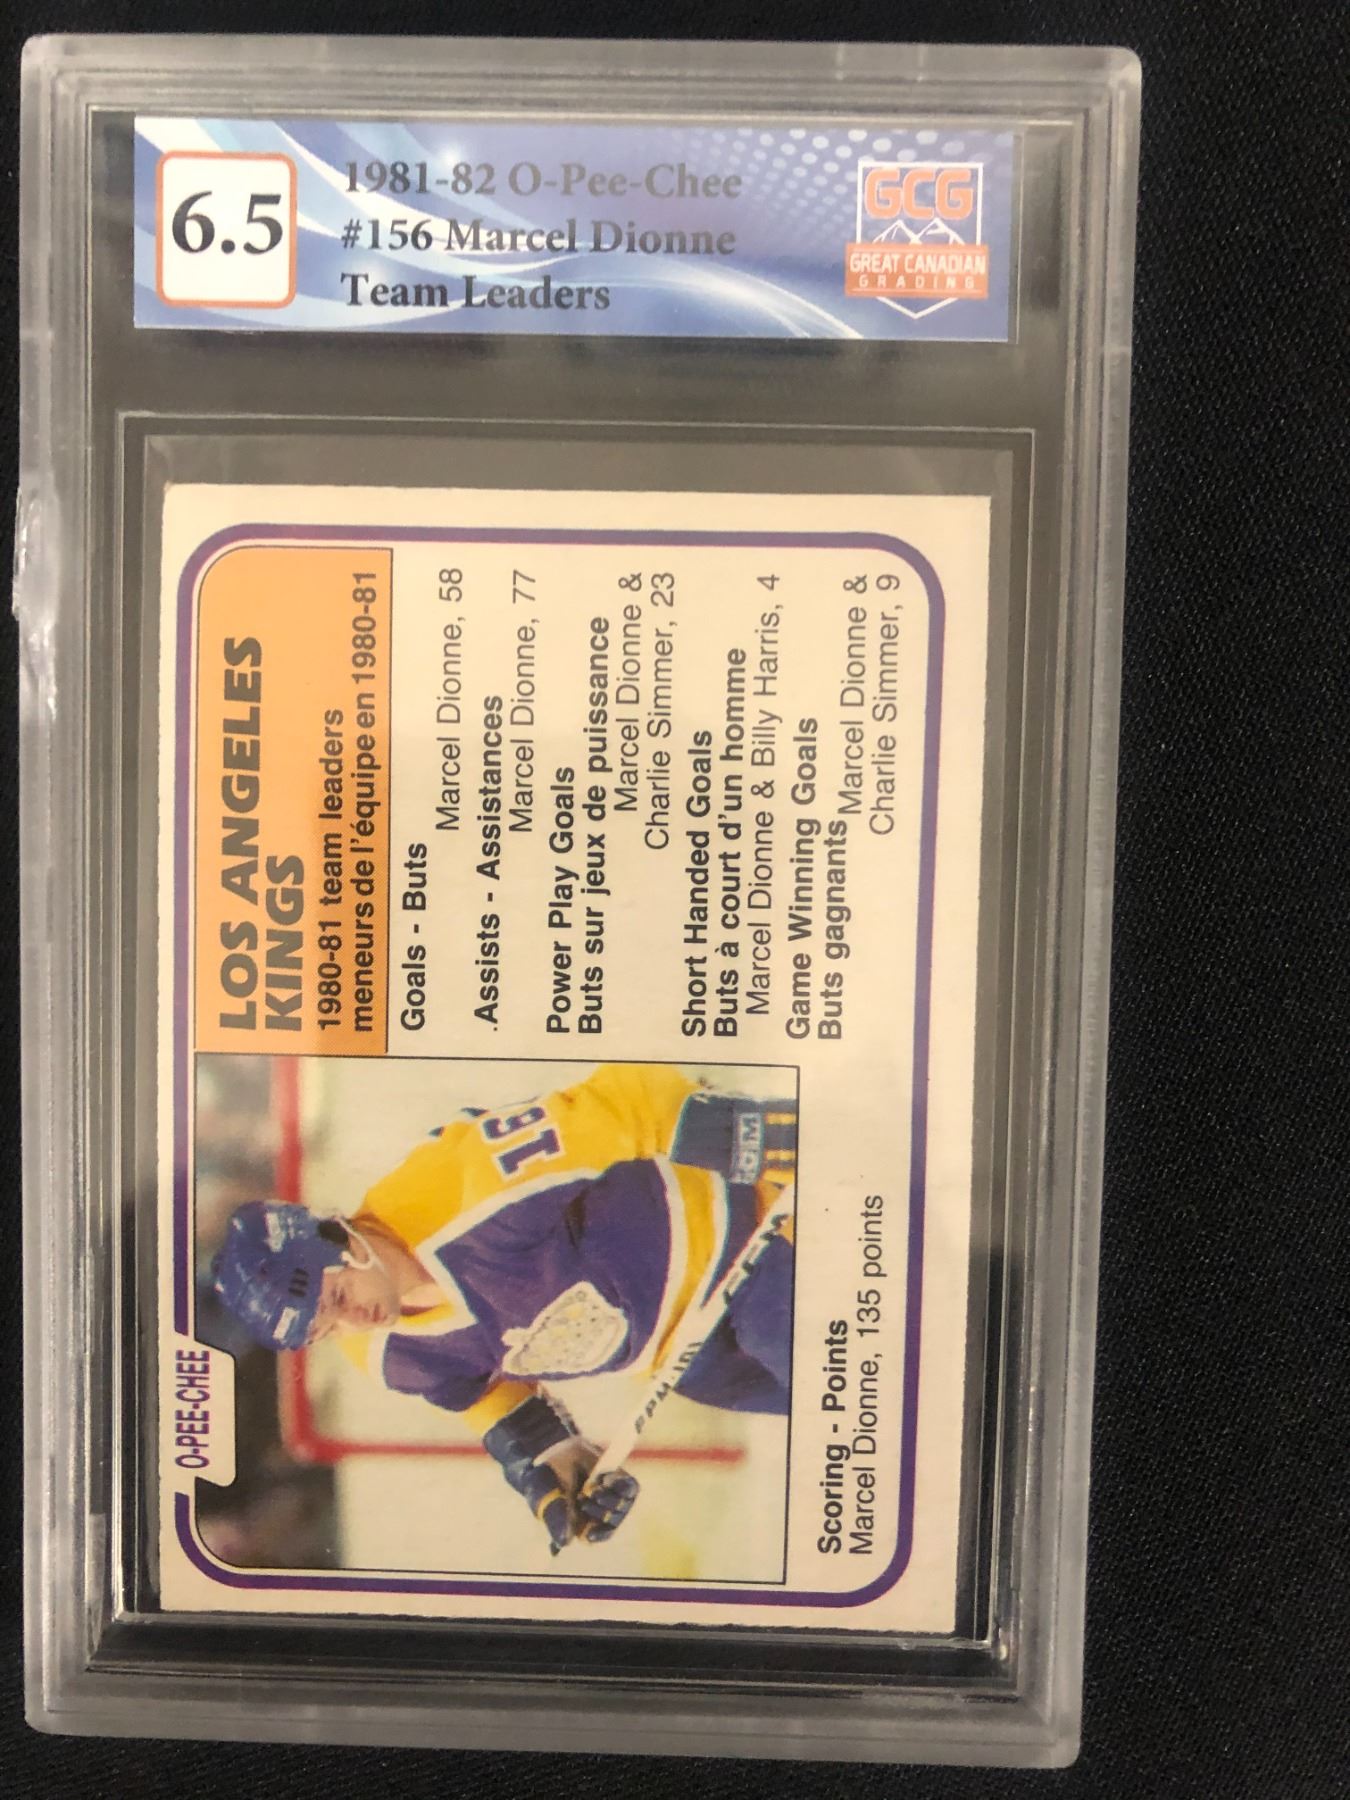 6.5
1981-82 O-Pee-Chee
#156 Marcel Dionne
Team Leaders
GCG
GREAT CANADIAN
GRADING
O-PEE-CHEE
LOS ANGELES
KINGS
1980-81 team leaders
meneurs de l'équipe en 1980-81
Goals - Buts
Marcel Dionne, 58
.Assists - Assistances
Marcel Dionne, 77
Power Play Goals
Buts sur jeux de puissance
Marcel Dionne &
Charlie Simmer, 23
Short Handed Goals
Buts à court d'un homme
Marcel Dionne & Billy Harris, 4
Game Winning Goals
Buts gagnants
Marcel Dionne &
Charlie Simmer, 9
Scoring - Points
Marcel Dionne, 135 points